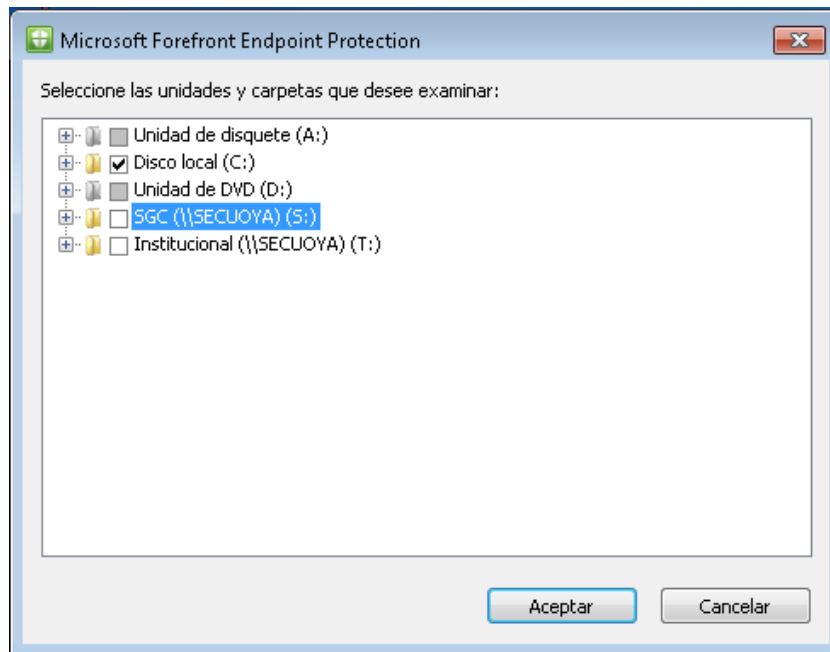 Microsoft Forefront Endpoint Protection
Seleccione las unidades y carpetas que desee examinar:
Unidad de disquete (A:)
Disco local (C:)
Unidad de DVD (D:)
SGC (\\SECUOYA) (S:)
Institucional (\\SECUOYA) (T:)
Aceptar Cancelar